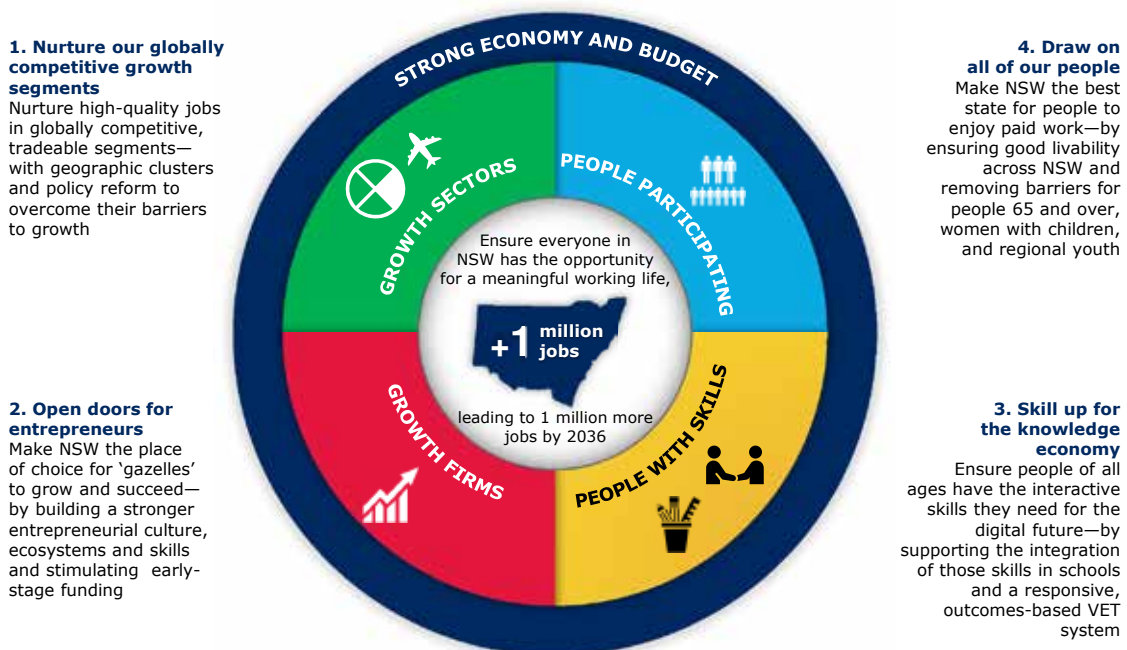 1. Nurture our globally
competitive growth
segments
Nurture high-quality jobs
in globally competitive,
tradeable segments—
with geographic clusters
and policy reform to
overcome their barriers
to growth
2. Open doors for
entrepreneurs
Make NSW the place
of choice for ‘gazelles’
to grow and succeed—
by building a stronger
entrepreneurial culture,
ecosystems and skills
and stimulating early-
stage funding
STRONG ECONOMY AND BUDGET
GROWTH SECTORS
PEOPLE PARTICIPATING
GROWTH FIRMS
PEOPLE WITH SKILLS
Ensure everyone in
NSW has the opportunity
for a meaningful working life,
+1 million
jobs
leading to 1 million more
jobs by 2036
4. Draw on
all of our people
Make NSW the best
state for people to
enjoy paid work—by
ensuring good livability
across NSW and
removing barriers for
people 65 and over,
women with children,
and regional youth
3. Skill up for
the knowledge
economy
Ensure people of all
ages have the interactive
skills they need for the
digital future—by
supporting the integration
of those skills in schools
and a responsive,
outcomes-based VET
system